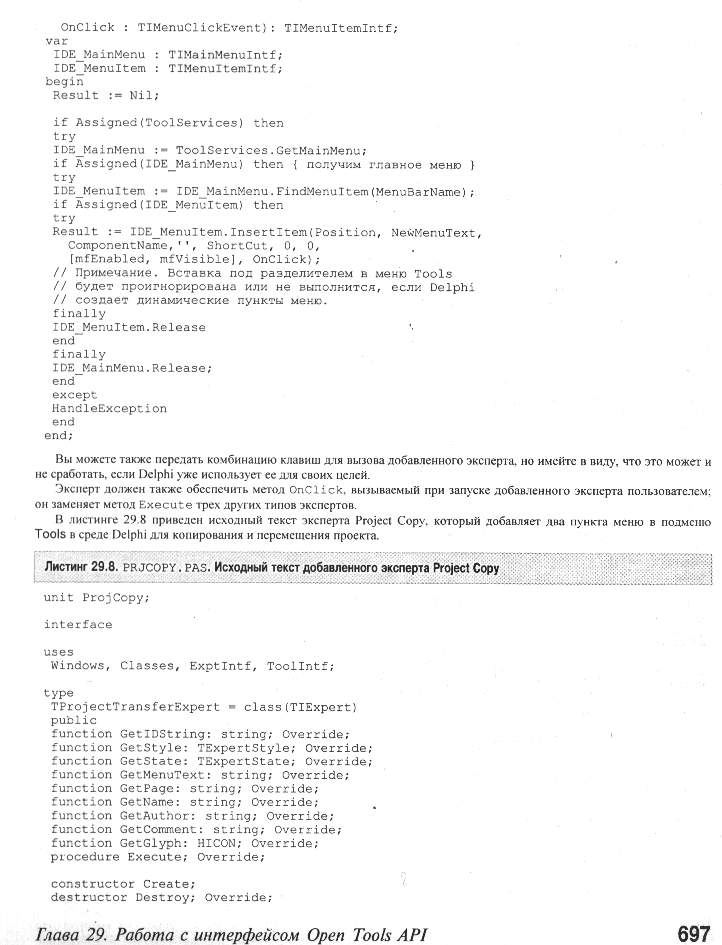 OnClick : TIMenuClickEvent): TIMenuItemIntf;
var
IDE_MainMenu : TIMainMenuIntf;
IDE_MenuItem : TIMenuItemIntf;
begin
Result := Nil;
if Assigned(ToolServices) then
try
IDE_MainMenu := ToolServices.GetMainMenu;
if Assigned(IDE_MainMenu) then { получим главное меню }
try
IDE_MenuItem := IDE_MainMenu.FindMenuItem(MenuBarName);
if Assigned(IDE_MenuItem) then
try
Result := IDE_MenuItem.InsertItem(Position, NewMenuText,
ComponentName,'', ShortCut, 0, 0,
[mfEnabled, mfVisible], OnClick);
// Примечание. Вставка под разделителем в меню Tools
// будет проигнорирована или не выполнится, если Delphi
// создает динамические пункты меню.
finally
IDE_MenuItem.Release
end
finally
IDE_MainMenu.Release;
end
except
HandleException
end
end;
Вы можете также передать комбинацию клавиш для вызова добавленного эксперта, но имейте в виду, что это может и
не сработать, если Delphi уже использует ее для своих целей.
Эксперт должен также обеспечить метод OnClick, вызываемый при запуске добавленного эксперта пользователем;
он заменяет метод Execute трех других типов экспертов.
В листинге 29.8 приведен исходный текст эксперта Project Copy, который добавляет два пункта меню в подменю
Tools в среде Delphi для копирования и перемещения проекта.
Листинг 29.8. PRJCOPY.PAS. Исходный текст добавленного эксперта Project Copy
unit ProjCopy;
interface
uses
Windows, Classes, ExptIntf, ToolIntf;
type
TProjectTransferExpert = class(TIExpert)
public
function GetIDString: string; Override;
function GetStyle: TExpertStyle; Override;
function GetState: TExpertState; Override;
function GetMenuText: string; Override;
function GetPage: string; Override;
function GetName: string; Override;
function GetAuthor: string; Override;
function GetComment: string; Override;
function GetGlyph: HICON; Override;
procedure Execute; Override;
constructor Create;
destructor Destroy; Override;
Глава 29. Работа с интерфейсом Open Tools API
697